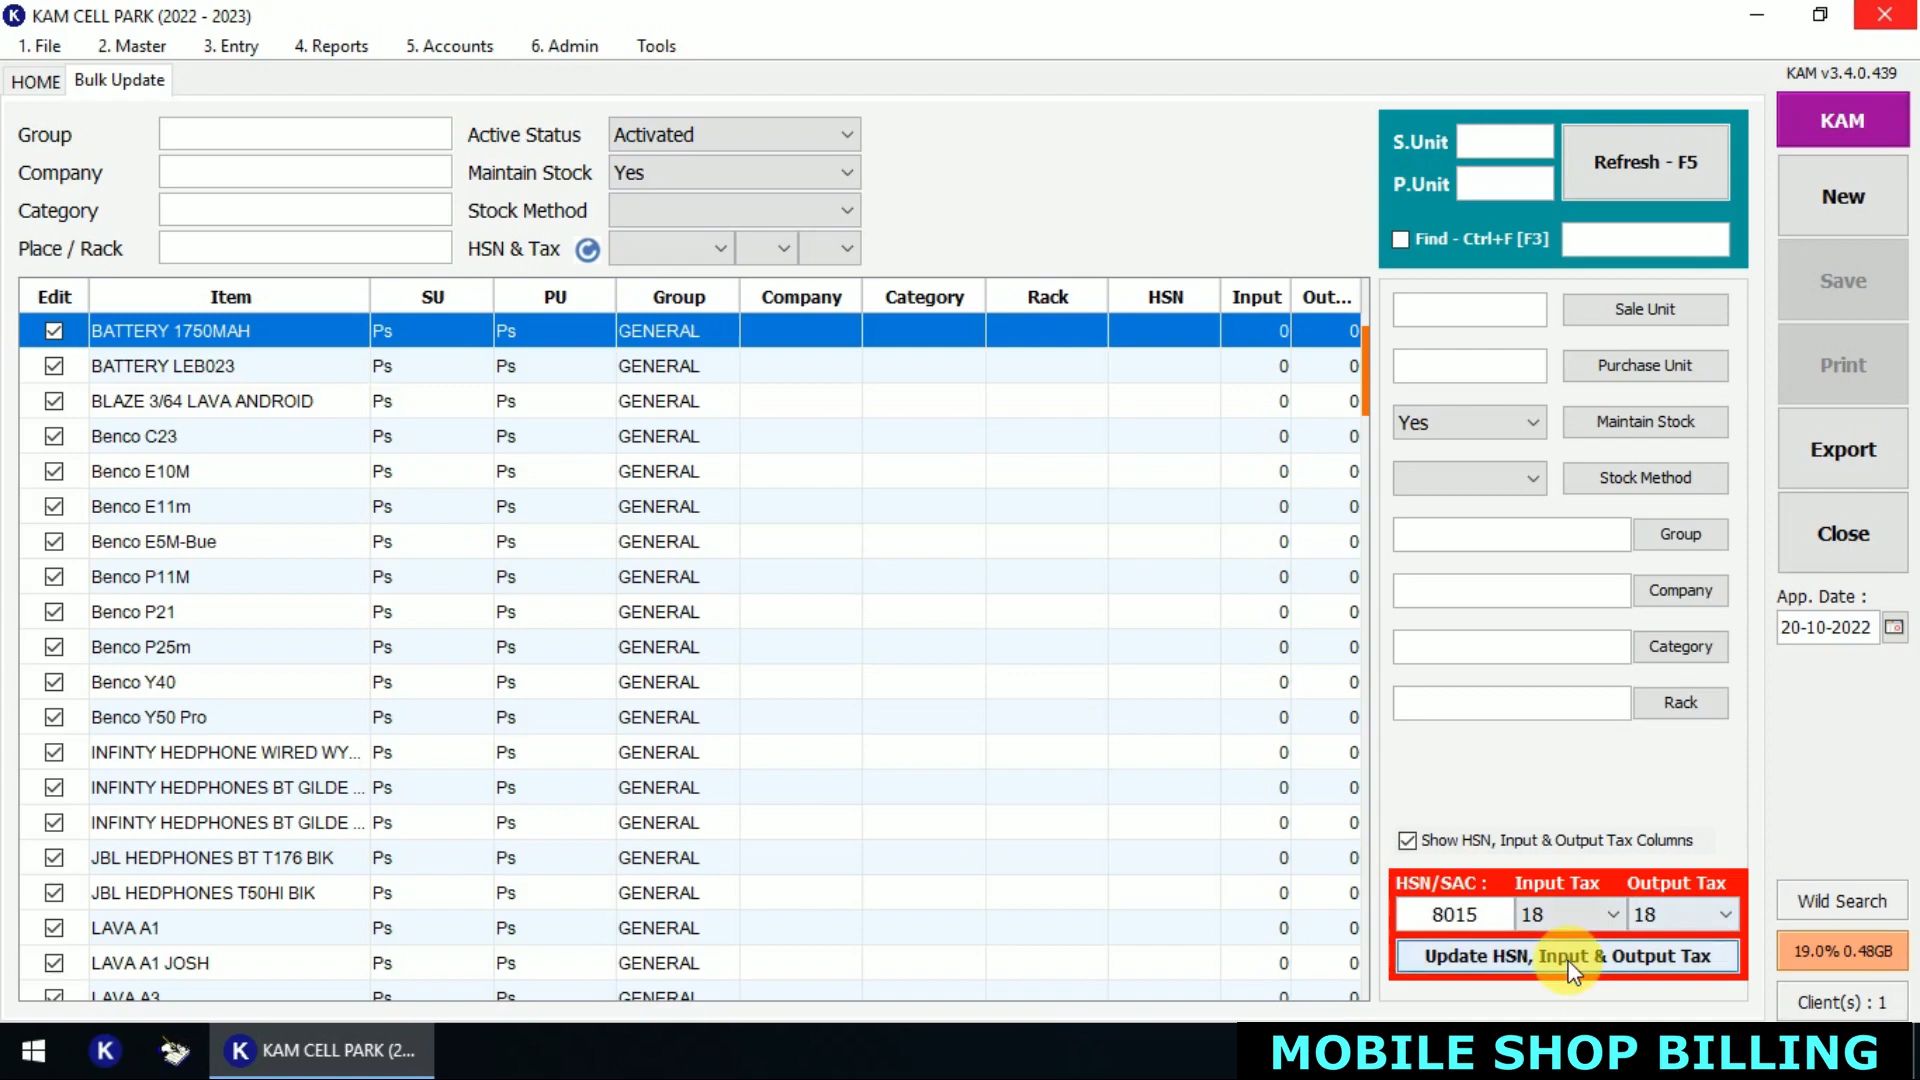 KAM CELL PARK (2022 - 2023)
1. File 2. Master 3. Entry 4. Reports 5. Accounts 6. Admin Tools
HOME Bulk Update
KAM v3.4.0.439
Group
Company
Category
Place / Rack
Active Status Activated
Maintain Stock Yes
Stock Method
HSN & Tax
S.Unit
P.Unit
Refresh - F5
Find - Ctrl+F [F3]
Edit Item SU PU Group Company Category Rack HSN Input Out...
BATTERY 1750MAH Ps Ps GENERAL 0 0
BATTERY LEB023 Ps Ps GENERAL 0 0
BLAZE 3/64 LAVA ANDROID Ps Ps GENERAL 0 0
Benco C23 Ps Ps GENERAL 0 0
Benco E10M Ps Ps GENERAL 0 0
Benco E11m Ps Ps GENERAL 0 0
Benco E5M-Bue Ps Ps GENERAL 0 0
Benco P11M Ps Ps GENERAL 0 0
Benco P21 Ps Ps GENERAL 0 0
Benco P25m Ps Ps GENERAL 0 0
Benco Y40 Ps Ps GENERAL 0 0
Benco Y50 Pro Ps Ps GENERAL 0 0
INFINTY HEDPHONE WIRED WY... Ps Ps GENERAL 0 0
INFINTY HEDPHONES BT GILDE ... Ps Ps GENERAL 0 0
INFINTY HEDPHONES BT GILDE ... Ps Ps GENERAL 0 0
JBL HEDPHONES BT T176 BIK Ps Ps GENERAL 0 0
JBL HEDPHONES T50HI BIK Ps Ps GENERAL 0 0
LAVA A1 Ps Ps GENERAL 0 0
LAVA A1 JOSH Ps Ps GENERAL 0 0
LAVA A3 Ps Ps GENERAL 0 0
Sale Unit
Purchase Unit
Yes Maintain Stock
Stock Method
Group
Company
Category
Rack
Show HSN, Input & Output Tax Columns
HSN/SAC : Input Tax Output Tax
8015 18 18
Update HSN, Input & Output Tax
KAM
New
Save
Print
Export
Close
App. Date :
20-10-2022
Wild Search
19.0% 0.48GB
Client(s) : 1
K
K KAM CELL PARK (2...
MOBILE SHOP BILLING